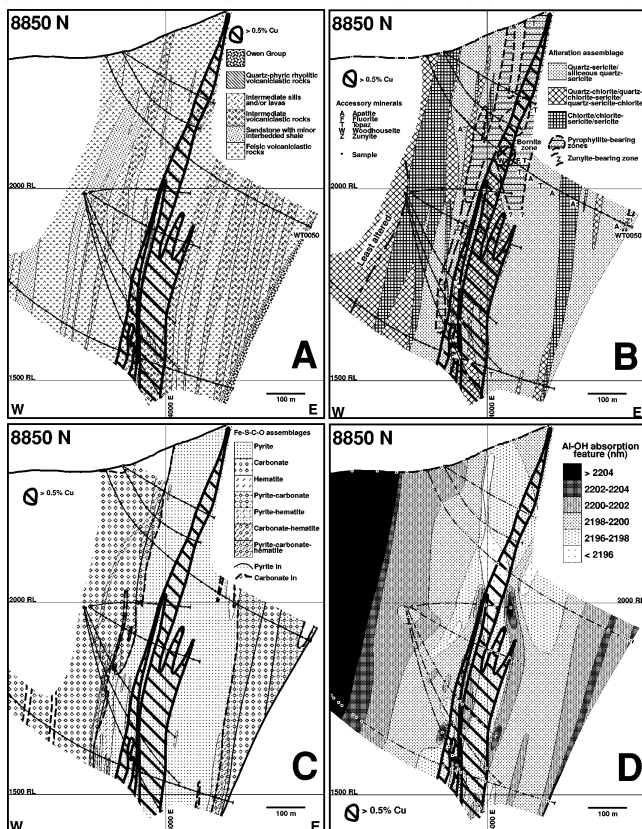 8850 N
> 0.5% Cu
Owen Group
Quartz-phyric rhyolitic
volcaniclastic rocks
Intermediate sills
and/or lavas
Intermediate
volcaniclastic rocks
Sandstone with minor
interbedded shale
Felsic volcaniclastic
rocks
2000 RL
WT0050
A
1500 RL
100 m
W
E
8850 N
> 0.5% Cu
Accessory minerals
A Apatite
F Fluorite
T Topaz
W Woodhouseite
Z Zunyite
• Sample
Alteration assemblage
Quartz-sericite/
siliceous quartz-
sericite
Quartz-chlorite/quartz-
chlorite-sericite/
quartz-sericite-chlorite
Chlorite/chlorite-
sericite/sericite
Pyrophyllite-bearing
zones
Zunyite-bearing zone
Bornite
zone
2000 RL
Least altered
WT0050
B
1500 RL
4000 E
100 m
W
E
8850 N
> 0.5% Cu
Fe-S-C-O assemblages
Pyrite
Carbonate
Hematite
Pyrite-carbonate
Pyrite-hematite
Carbonate-hematite
Pyrite-carbonate-
hematite
Pyrite in
Carbonate in
2000 RL
C
1500 RL
100 m
W
E
8850 N
Al-OH absorption
feature (nm)
> 2204
2202-2204
2200-2202
2198-2200
2196-2198
< 2196
2000 RL
D
1500 RL
4000 E
100 m
> 0.5% Cu